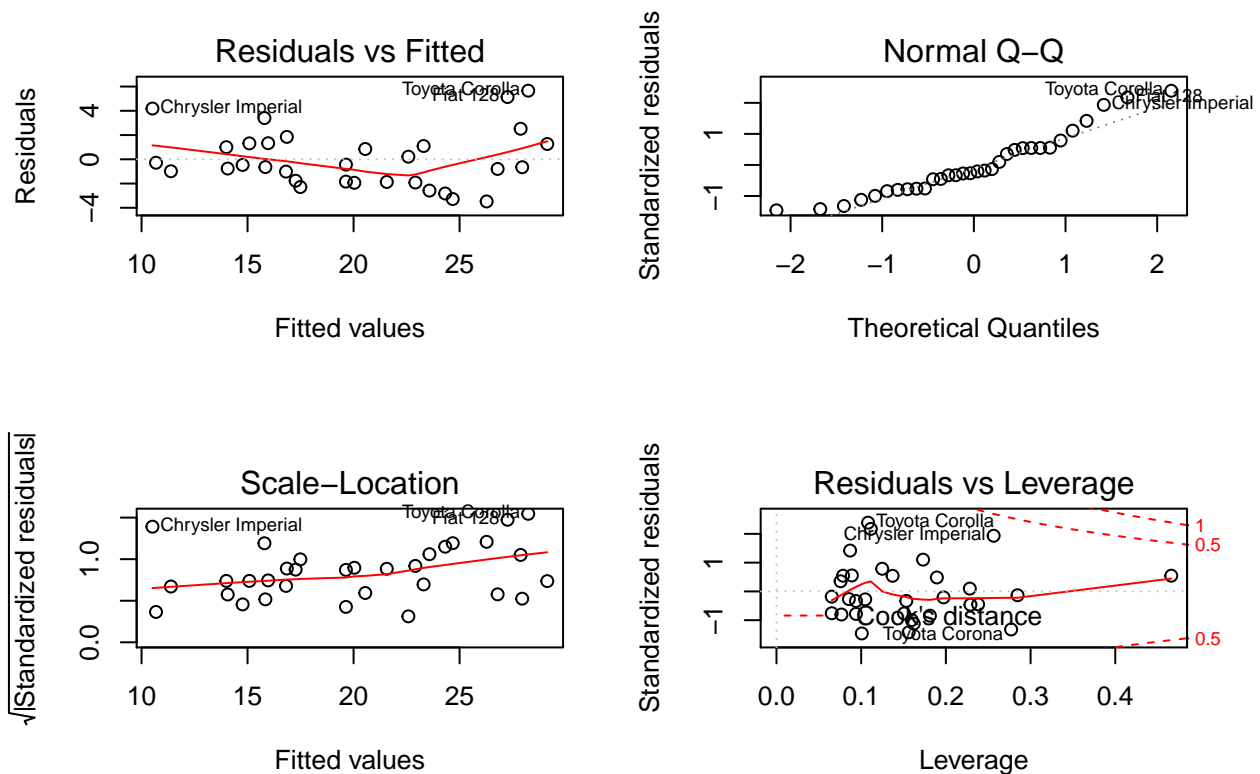 Residuals vs Fitted
Residuals
4
0
−4
Toyota Corolla
Fiat 128
Chrysler Imperial
10 15 20 25
Fitted values
Normal Q−Q
Standardized residuals
1
−1
Toyota Corolla
Fiat 128
Chrysler Imperial
−2 −1 0 1 2
Theoretical Quantiles
Scale−Location
√|Standardized residuals|
1.0
0.0
Toyota Corolla
Fiat 128
Chrysler Imperial
10 15 20 25
Fitted values
Residuals vs Leverage
Standardized residuals
1
−1
Toyota Corolla
Chrysler Imperial
Cook's distance
Toyota Corona
1
0.5
0.5
0.0 0.1 0.2 0.3 0.4
Leverage